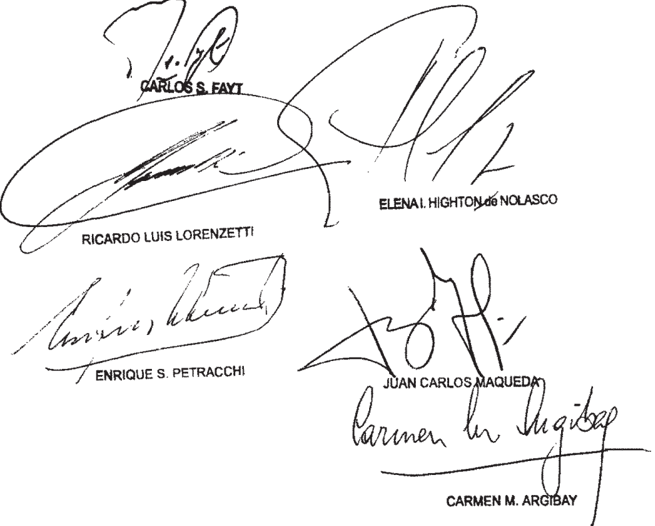 CARLOS S. FAYT
ELENA I. HIGHTON de NOLASCO
RICARDO LUIS LORENZETTI
ENRIQUE S. PETRACCHI
JUAN CARLOS MAQUEDA
Carmen M. Argibay
CARMEN M. ARGIBAY